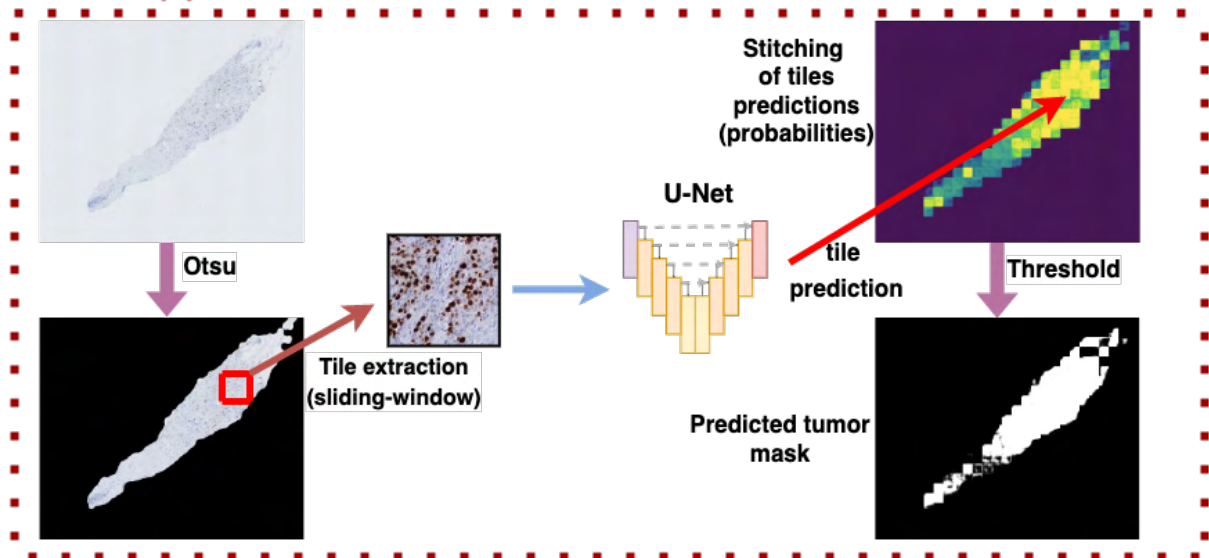 Stitching
of tiles
predictions
(probabilities)
U-Net
Otsu
tile
prediction
Threshold
Tile extraction
(sliding-window)
Predicted tumor
mask